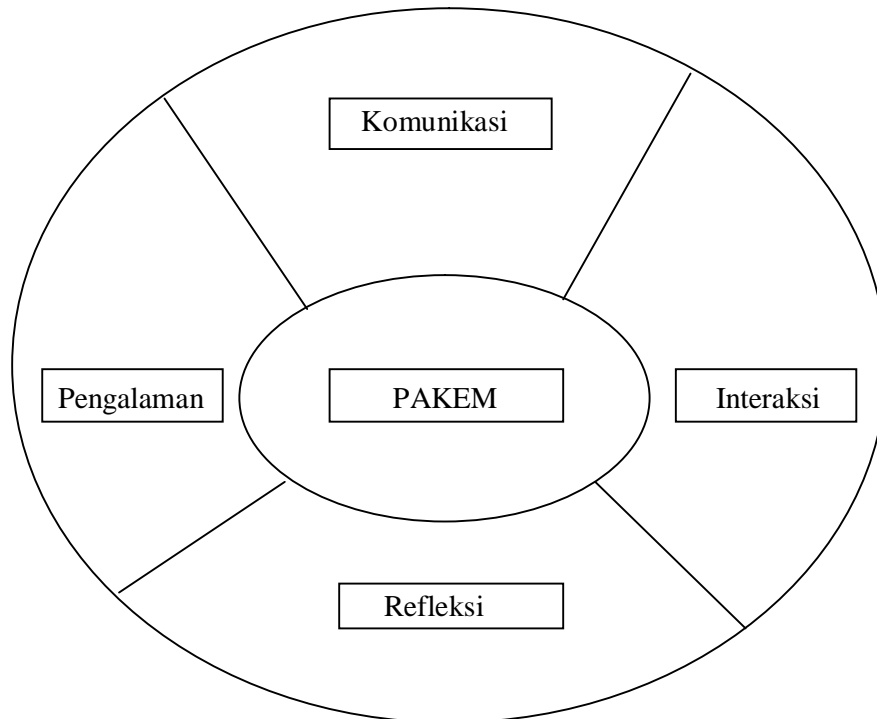 Komunikasi
Pengalaman
PAKEM
Interaksi
Refleksi